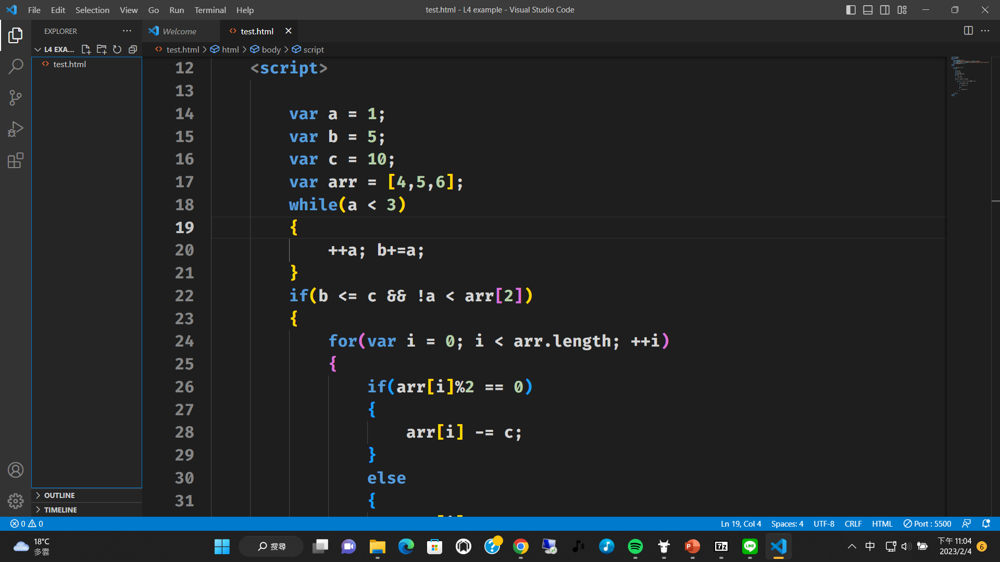 File Edit Selection View Go Run Terminal Help
test.html - L4 example - Visual Studio Code
EXPLORER
Welcome
test.html
L4 EXA...
test.html > html > body > script
test.html
12 <script>
13
14 var a = 1;
15 var b = 5;
16 var c = 10;
17 var arr = [4,5,6];
18 while(a < 3)
19 {
20 ++a; b+=a;
21 }
22 if(b <= c && !a < arr[2])
23 {
24 for(var i = 0; i < arr.length; ++i)
25 {
26 if(arr[i]%2 == 0)
27 {
28 arr[i] -= c;
29 }
30 else
31 {
OUTLINE
TIMELINE
0 0
Ln 19, Col 4 Spaces: 4 UTF-8 CRLF HTML Port : 5500
18°C
多雲
搜尋
中
下午 11:04
2023/2/4
6